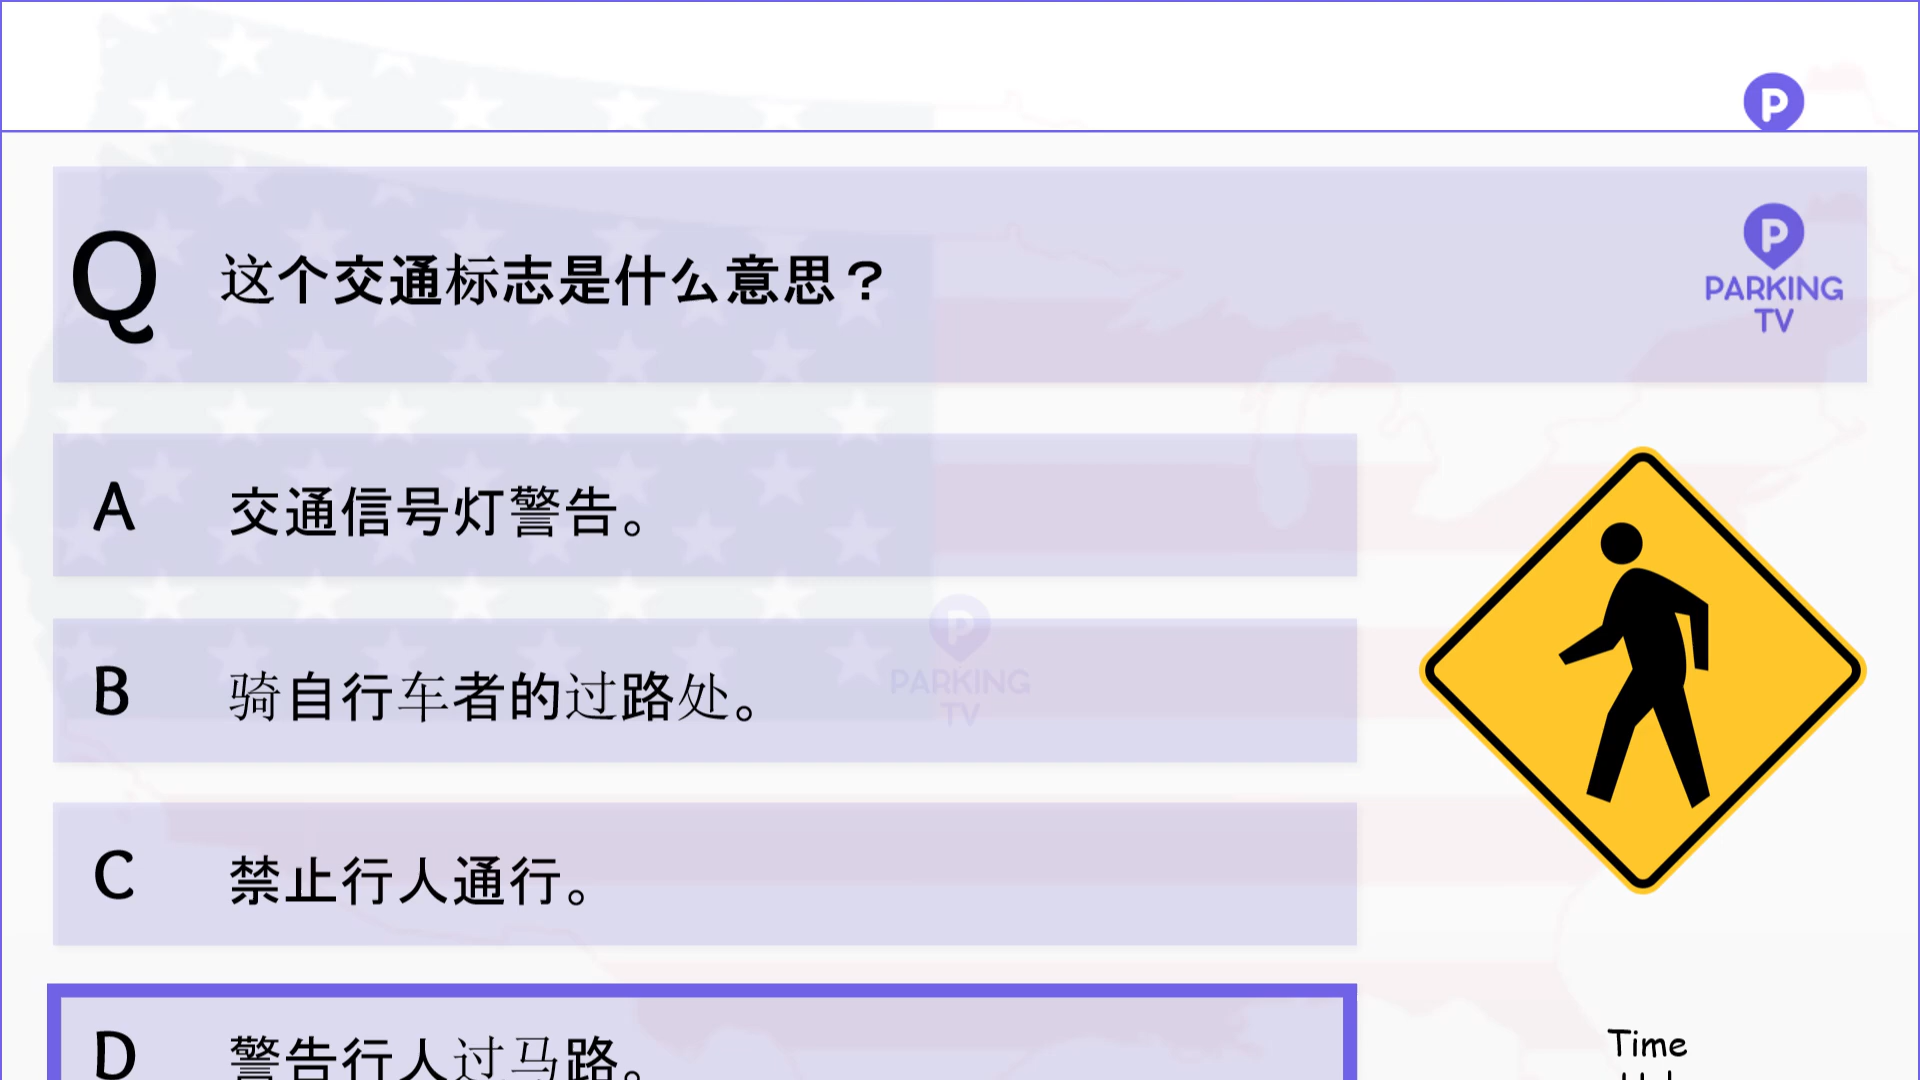 P
Q 这个交通标志是什么意思？
P
PARKING
TV
A 交通信号灯警告。
B 骑自行车者的过路处。
P
PARKING
TV
C 禁止行人通行。
D 警告行人过马路。
Time